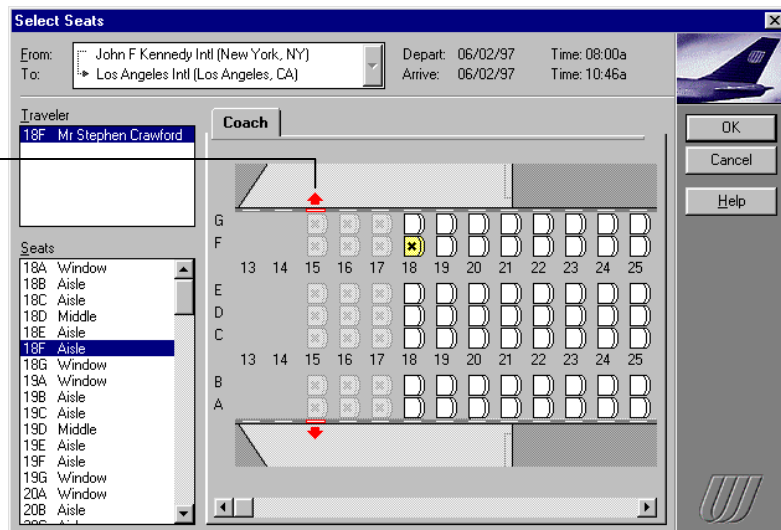 Select Seats
From: John F Kennedy Intl (New York, NY) Depart: 06/02/97 Time: 08:00a
To: Los Angeles Intl (Los Angeles, CA) Arrive: 06/02/97 Time: 10:46a
OK
Cancel
Help
Traveler
18F Mr Stephen Crawford
Seats
18A Window
18B Aisle
18C Aisle
18D Middle
18E Aisle
18F Aisle
18G Window
19A Window
19B Aisle
19C Aisle
19D Middle
19E Aisle
19F Aisle
19G Window
20A Window
20B Aisle
Coach
G
F
13 14 15 16 17 18 19 20 21 22 23 24 25
E
D
C
13 14 15 16 17 18 19 20 21 22 23 24 25
B
A